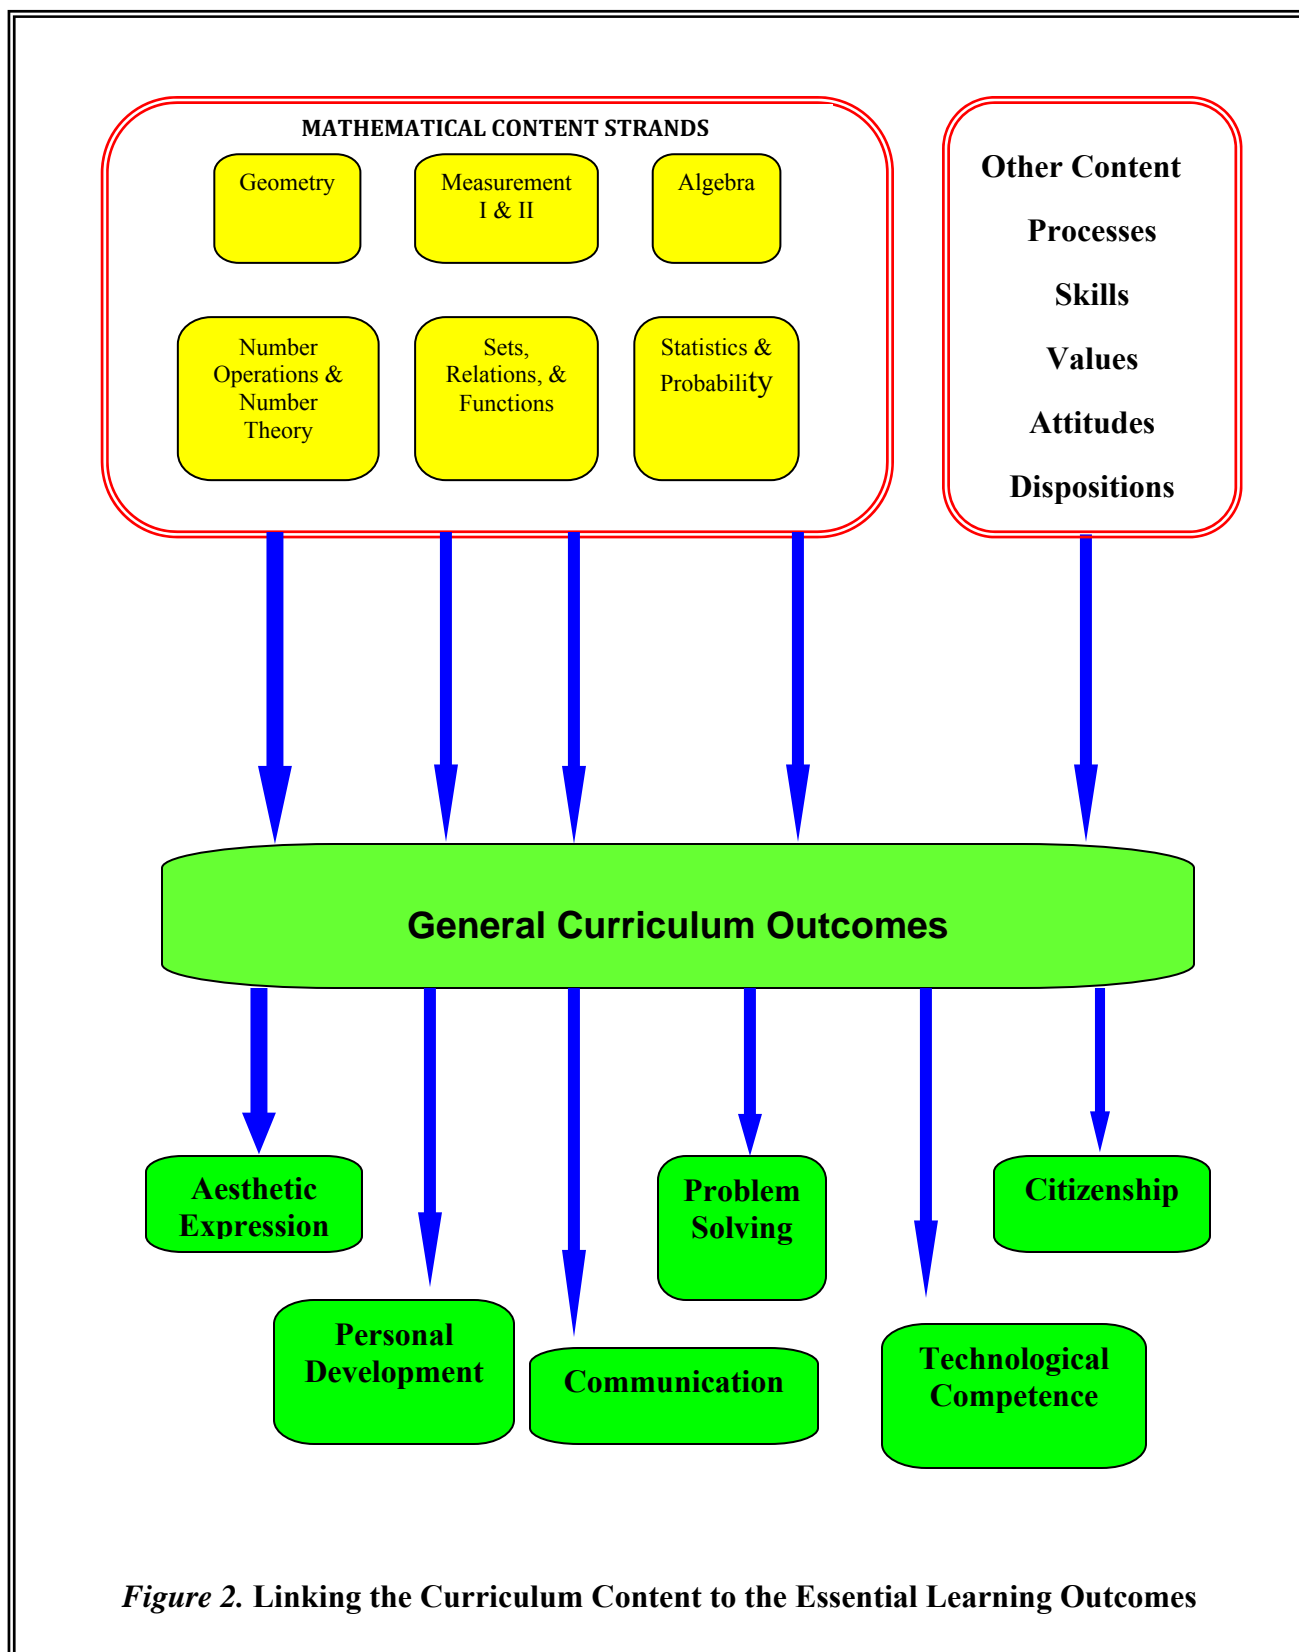 MATHEMATICAL CONTENT STRANDS
Geometry
Measurement
I & II
Algebra
Number
Operations &
Number
Theory
Sets,
Relations, &
Functions
Statistics &
Probability
Other Content
Processes
Skills
Values
Attitudes
Dispositions
General Curriculum Outcomes
Aesthetic
Expression
Personal
Development
Communication
Problem
Solving
Technological
Competence
Citizenship
Figure 2. Linking the Curriculum Content to the Essential Learning Outcomes